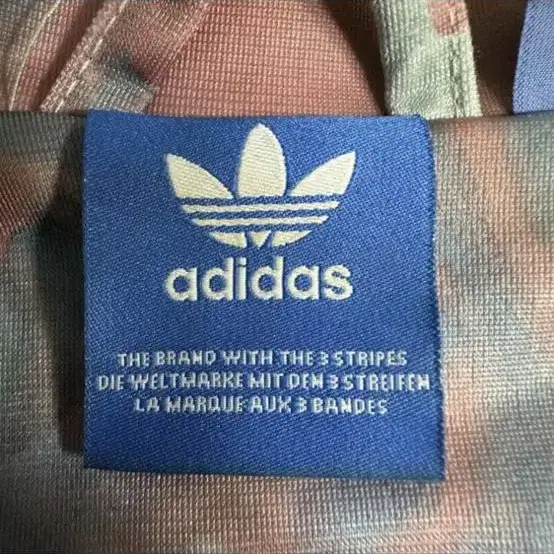 adidas
THE BRAND WITH THE 3 STRIPES
DIE WELTMARKE MIT DEN 3 STREIFEN
LA MARQUE AUX 3 BANDES